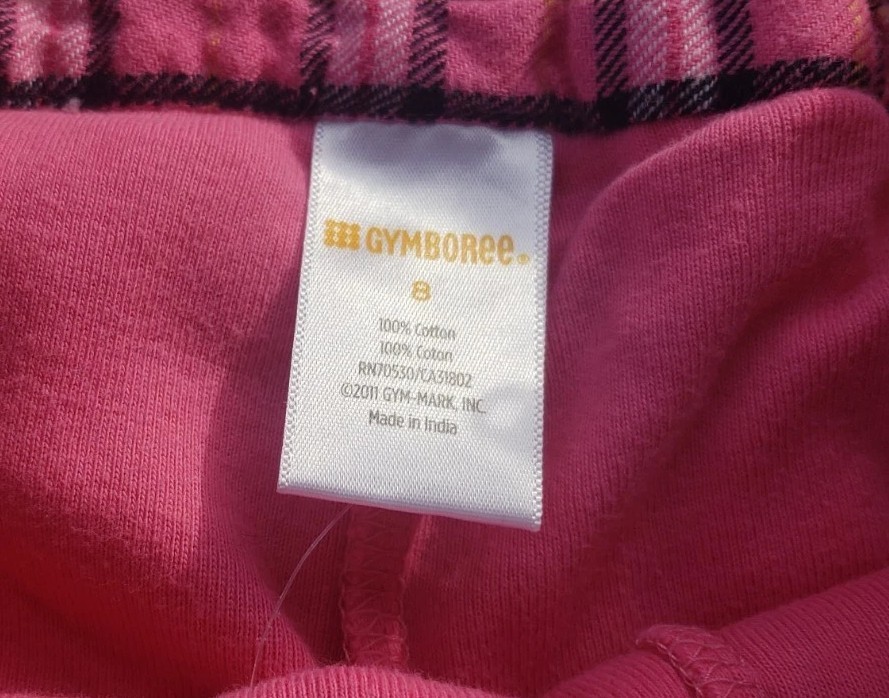 GYMBOREE®
8
100% Cotton
100% Coton
RN70530/CA31802
©2011 GYM-MARK, INC.
Made in India